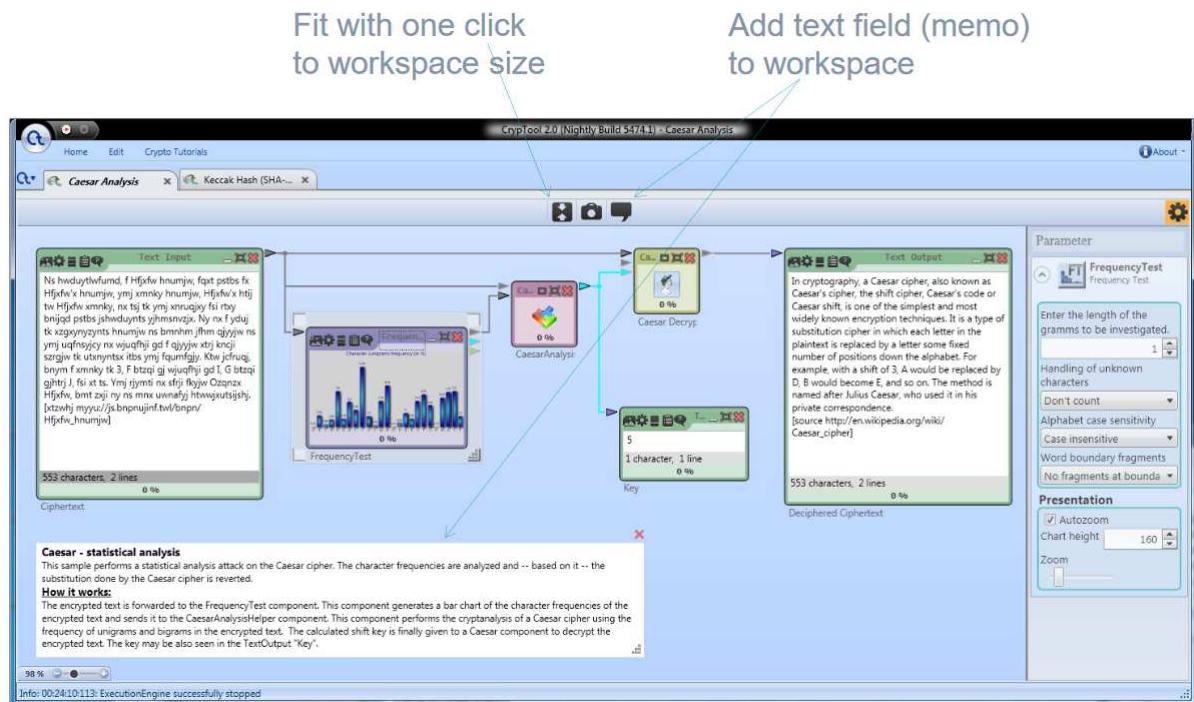 Fit with one click
to workspace size
Add text field (memo)
to workspace
CrypTool 2.0 (Nightly Build 5474.1) - Caesar Analysis
Home Edit Crypto Tutorials
About
Caesar Analysis
Keccak Hash (SHA-...
Text Input
Ns hwduytlwfumd, f Hfjxfw hnumjw, fqxt pstbs fx
Hfjxfw'x hnumjw, ymj xmnky hnumjw, Hfjxfw'x htij
tw Hfjxfw xmnky, nx tsj tk ymj xnruqjxy fsi rtxy
bnijqd pstbs jshwduynts yjhmsnvzjx. Ny nx f yduj
tk xzgxynyzynts hnumjw ns bmnhm jfhm qjyyjw ns
ymj uqfnsyjcy nx wjuqfhji gd f qjyyjw xtrj kncji
szrgjw tk utxnyntsx itbs ymj fqumfgjy. Ktw jcfruqj,
bnym f xmnky tk 3, F btzqi gj wjuqfhji gd I, G btzqi
gjhtrj J, fsi xt ts. Ymj rjymti nx sfrji fkyjw Ozqnzx
Hfjxfw, bmt zxji ny ns mnx uwnafyj htwwjxutsijshj.
[xtzwhj myyu://js.bnpnujinf.twl/bnpn/
Hfjxfw_hnumjw]
553 characters, 2 lines
0 %
Ciphertext
Frequen...
0 %
FrequencyTest
Ca...
0 %
CaesarAnalysi
Ca...
0 %
Caesar Decryp
T...
5
1 character, 1 line
0 %
Key
Text Output
In cryptography, a Caesar cipher, also known as
Caesar's cipher, the shift cipher, Caesar's code or
Caesar shift, is one of the simplest and most
widely known encryption techniques. It is a type of
substitution cipher in which each letter in the
plaintext is replaced by a letter some fixed
number of positions down the alphabet. For
example, with a shift of 3, A would be replaced by
D, B would become E, and so on. The method is
named after Julius Caesar, who used it in his
private correspondence.
[source http://en.wikipedia.org/wiki/
Caesar_cipher]
553 characters, 2 lines
0 %
Deciphered Ciphertext
Parameter
FT
FrequencyTest
Frequency Test
Enter the length of the
gramms to be investigated.
1
Handling of unknown
characters
Don't count
Alphabet case sensitivity
Case insensitive
Word boundary fragments
No fragments at bounda
Presentation
Autozoom
Chart height 160
Zoom
Caesar - statistical analysis
This sample performs a statistical analysis attack on the Caesar cipher. The character frequencies are analyzed and -- based on it -- the
substitution done by the Caesar cipher is reverted.
How it works:
The encrypted text is forwarded to the FrequencyTest component. This component generates a bar chart of the character frequencies of the
encrypted text and sends it to the CaesarAnalysisHelper component. This component performs the cryptanalysis of a Caesar cipher using the
frequency of unigrams and bigrams in the encrypted text. The calculated shift key is finally given to a Caesar component to decrypt the
encrypted text. The key may be also seen in the TextOutput "Key".
98 %
Info: 00:24:10:113: ExecutionEngine successfully stopped